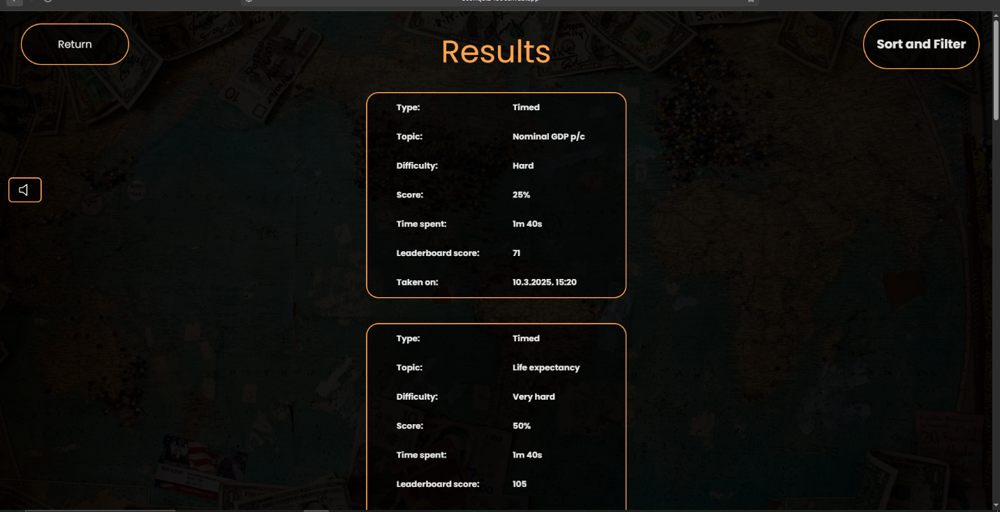 Return
Results
Sort and Filter
Type: Timed
Topic: Nominal GDP p/c
Difficulty: Hard
Score: 25%
Time spent: 1m 40s
Leaderboard score: 71
Taken on: 10.3.2025. 15:20
Type: Timed
Topic: Life expectancy
Difficulty: Very hard
Score: 50%
Time spent: 1m 40s
Leaderboard score: 105